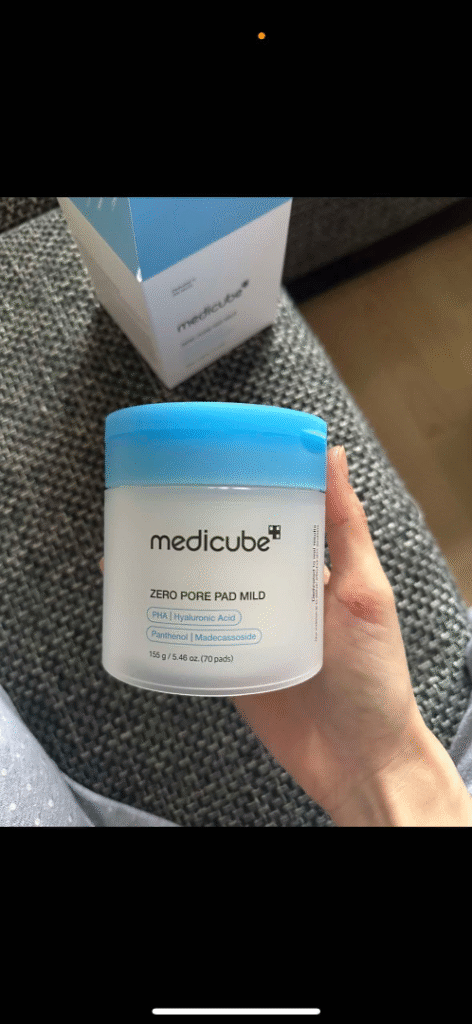 medicube
medicube
ZERO PORE PAD MILD
PHA | Hyaluronic Acid
Panthenol | Madecassoside
155 g / 5.46 oz. (70 pads)